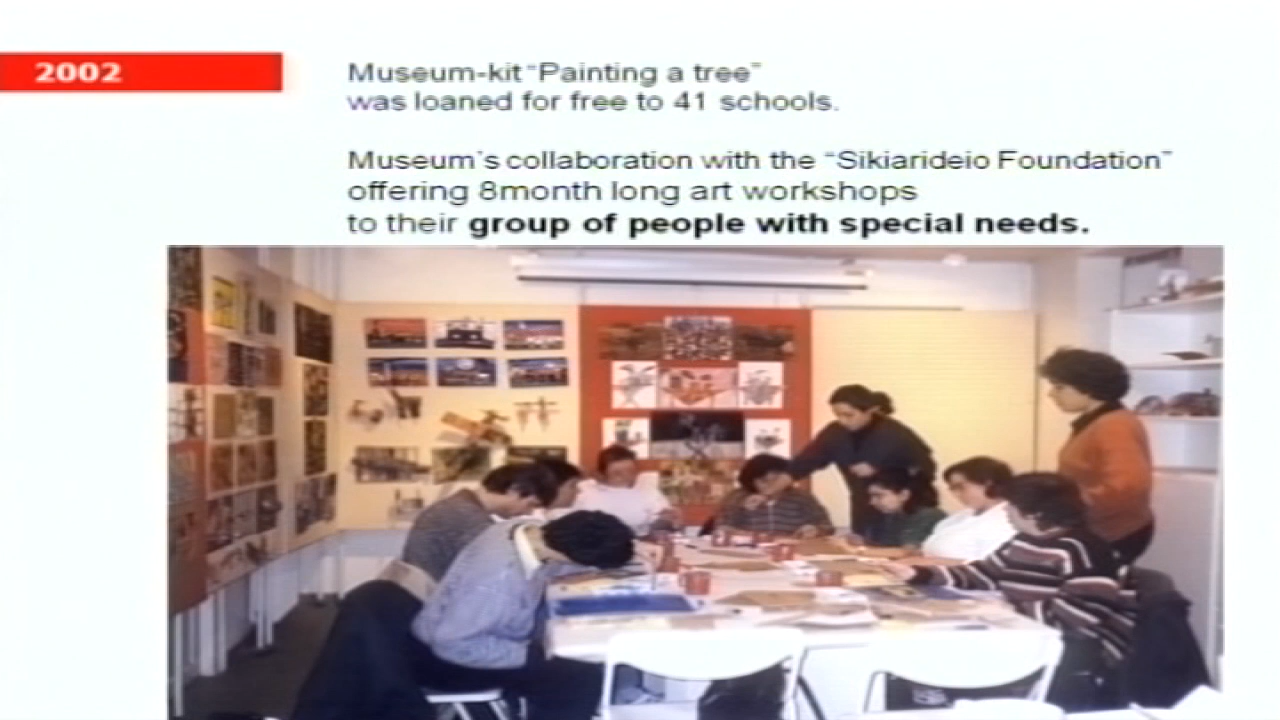 2002
Museum-kit "Painting a tree"
was loaned for free to 41 schools.
Museum's collaboration with the "Sikiarideio Foundation"
offering 8month long art workshops
to their group of people with special needs.